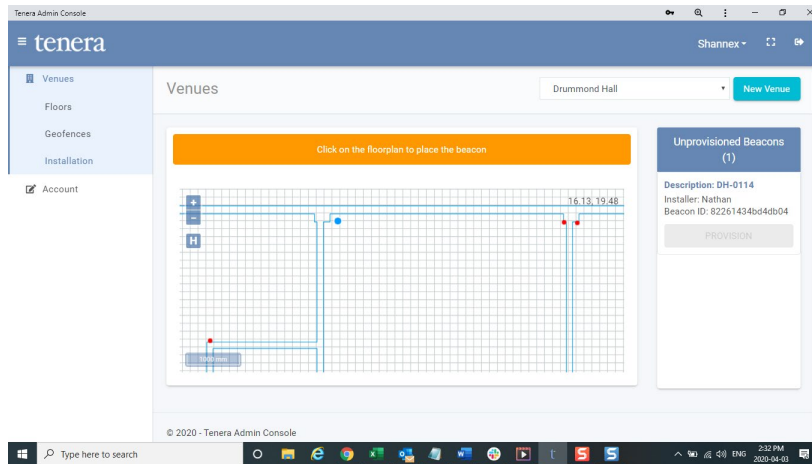 Tenera Admin Console
tenera
Shannex
Venues
Floors
Geofences
Installation
Account
Venues
Drummond Hall
New Venue
Click on the floorplan to place the beacon
+
−
H
16.13, 19.48
1000 mm
Unprovisioned Beacons
(1)
Description: DH-0114
Installer: Nathan
Beacon ID: 82261434bd4db04
PROVISION
© 2020 - Tenera Admin Console
Type here to search
ENG
2:32 PM
2020-04-03